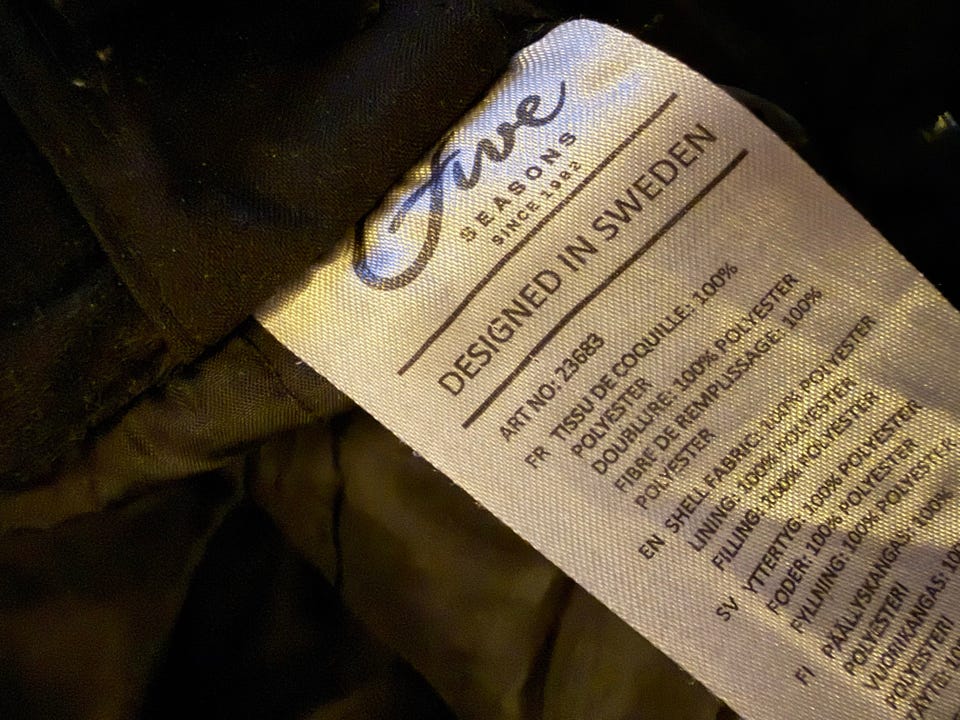 Five
SEASONS
SINCE 1982
DESIGNED IN SWEDEN
ART NO: 23683
FR TISSU DE COQUILLE: 100%
POLYESTER
DOUBLURE: 100% POLYESTER
FIBRE DE REMPLISSAGE: 100%
POLYESTER
EN SHELL FABRIC: 100% POLYESTER
LINING: 100% POLYESTER
FILLING: 100% POLYESTER
SV YTTERTYG: 100% POLYESTER
FODER: 100% POLYESTER
FYLLNING: 100% POLYESTER
FI PÄÄLLYSKANGAS: 100%
POLYESTERI
VUORIKANGAS:
POLYESTERI